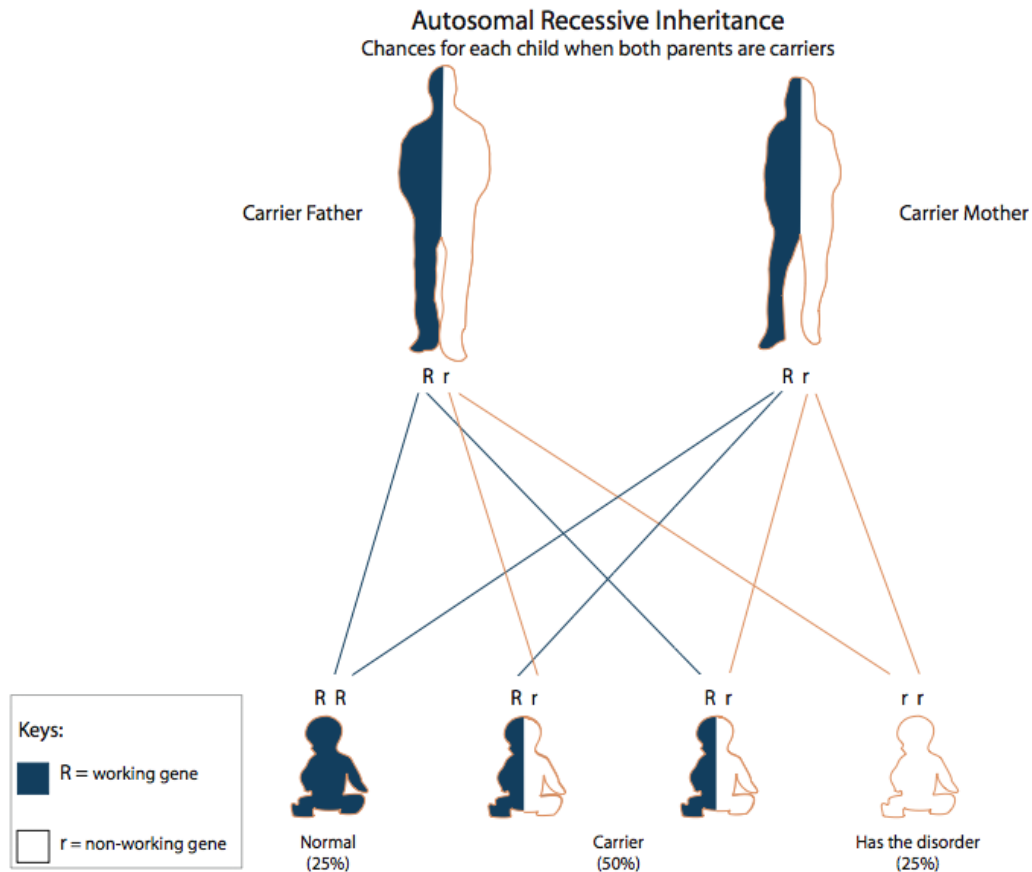 Autosomal Recessive Inheritance
Chances for each child when both parents are carriers
Carrier Father
Carrier Mother
R r
R r
R R
R r
R r
r r
Keys:
R = working gene
r = non-working gene
Normal
(25%)
Carrier
(50%)
Has the disorder
(25%)